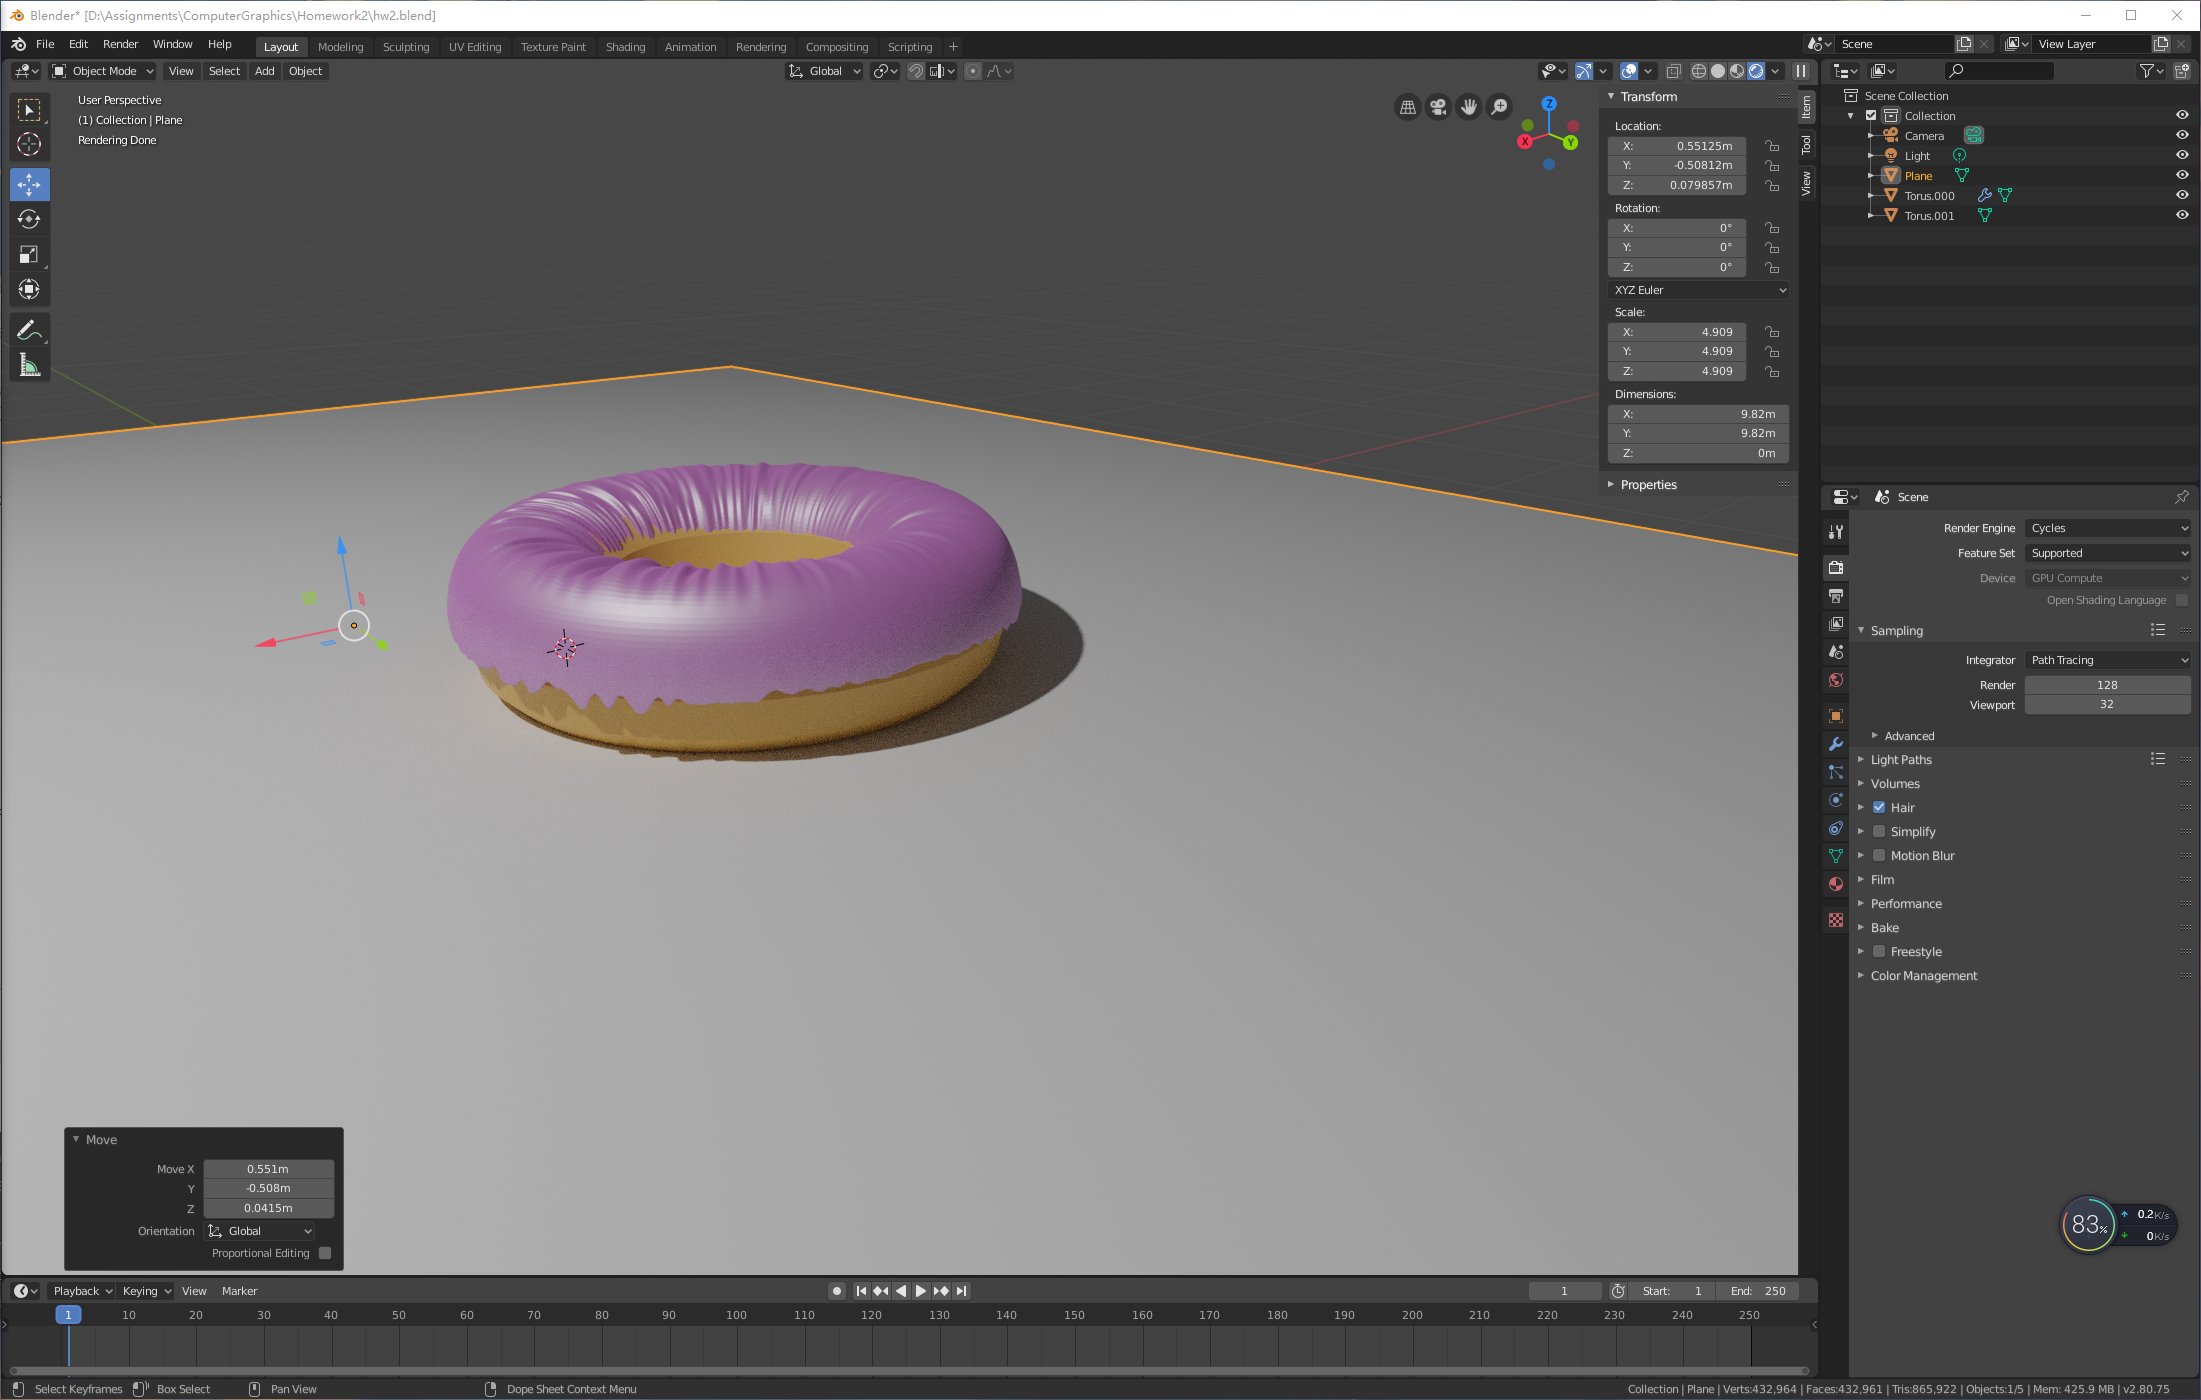 Blender* [D:\Assignments\ComputerGraphics\Homework2\hw2.blend]
File Edit Render Window Help Layout Modeling Sculpting UV Editing Texture Paint Shading Animation Rendering Compositing Scripting + Scene View Layer
Object Mode View Select Add Object Global
User Perspective
(1) Collection | Plane
Rendering Done
Z
X
Y
Transform
Location:
X: 0.55125m
Y: -0.50812m
Z: 0.079857m
Rotation:
X: 0°
Y: 0°
Z: 0°
XYZ Euler
Scale:
X: 4.909
Y: 4.909
Z: 4.909
Dimensions:
X: 9.82m
Y: 9.82m
Z: 0m
Properties
Item
Tool
View
Scene Collection
Collection
Camera
Light
Plane
Torus.000
Torus.001
Scene
Render Engine Cycles
Feature Set Supported
Device GPU Compute
Open Shading Language
Sampling
Integrator Path Tracing
Render 128
Viewport 32
Advanced
Light Paths
Volumes
Hair
Simplify
Motion Blur
Film
Performance
Bake
Freestyle
Color Management
83% 0.2K/s
0K/s
Move
Move X 0.551m
Y -0.508m
Z 0.0415m
Orientation Global
Proportional Editing
Playback Keying View Marker 1 Start: 1 End: 250
1 10 20 30 40 50 60 70 80 90 100 110 120 130 140 150 160 170 180 190 200 210 220 230 240 250
Select Keyframes Box Select Pan View Dope Sheet Context Menu Collection | Plane | Verts:432,964 | Faces:432,961 | Tris:865,922 | Objects:1/5 | Mem: 425.9 MB | v2.80.75